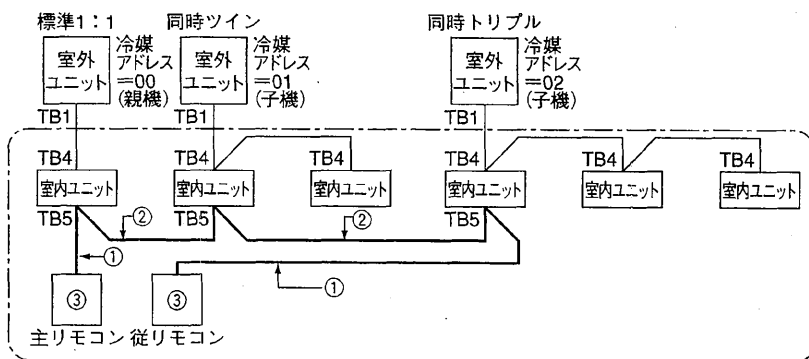 標準1：1
同時ツイン
同時トリプル
室外
ユニット
冷媒
アドレス
=00
(親機)
室外
ユニット
冷媒
アドレス
=01
(子機)
室外
ユニット
冷媒
アドレス
=02
(子機)
TB1
TB1
TB1
TB4
TB4
TB4
TB4
TB4
TB4
室内ユニット
室内ユニット
室内ユニット
室内ユニット
室内ユニット
室内ユニット
TB5
②
TB5
②
TB5
①
③
③
①
主リモコン
従リモコン